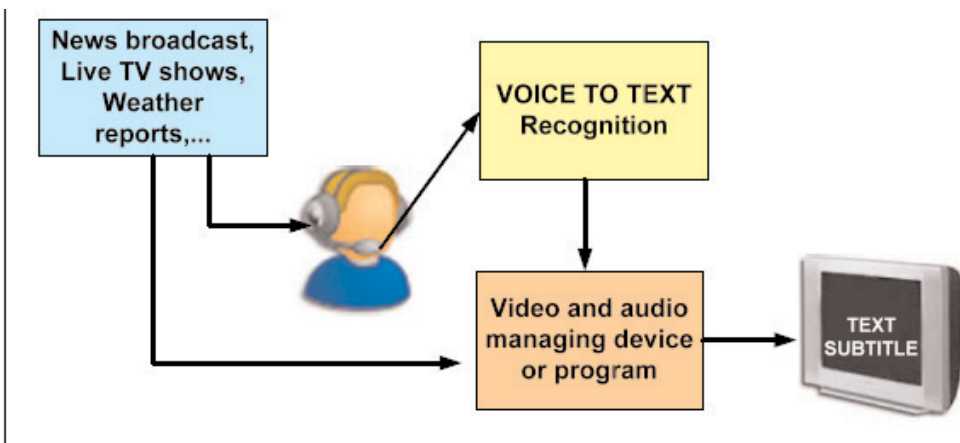 News broadcast,
Live TV shows,
Weather
reports,...
VOICE TO TEXT
Recognition
Video and audio
managing device
or program
TEXT
SUBTITLE